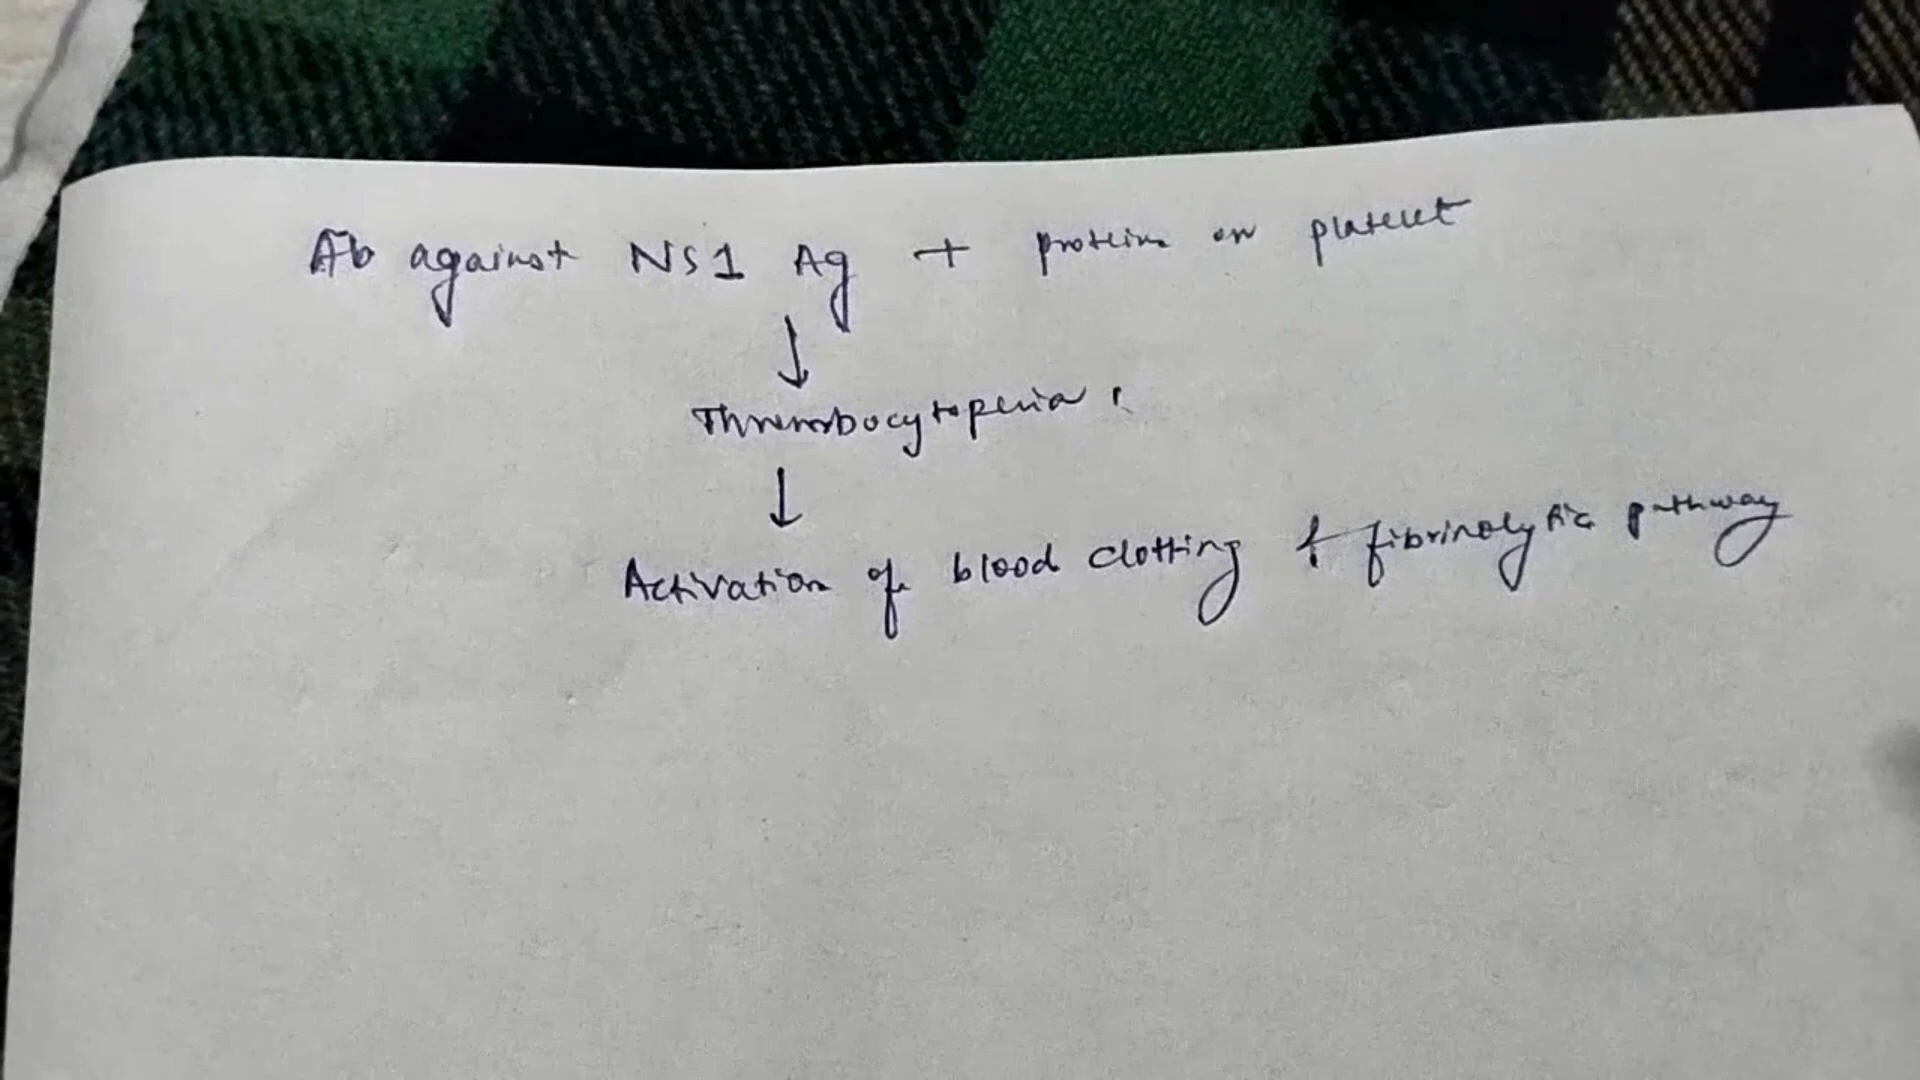 Ab against NS1 Ag + protein on platelet
↓
Thrombocytopenia.
↓
Activation of blood clotting & fibrinolytic pathway